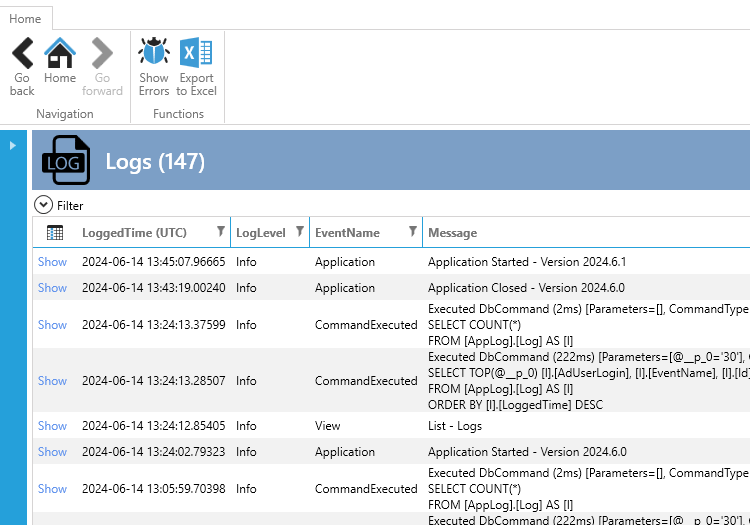 Home
Go back
Home
Go forward
Show Errors
Export to Excel
Navigation
Functions
LOG
Logs (147)
Filter
LoggedTime (UTC) LogLevel EventName Message
Show 2024-06-14 13:45:07.96665 Info Application Application Started - Version 2024.6.1
Show 2024-06-14 13:43:19.00240 Info Application Application Closed - Version 2024.6.0
Show 2024-06-14 13:24:13.37599 Info CommandExecuted Executed DbCommand (2ms) [Parameters=[], CommandType
SELECT COUNT(*)
FROM [AppLog].[Log] AS [l]
Show 2024-06-14 13:24:13.28507 Info CommandExecuted Executed DbCommand (222ms) [Parameters=[@__p_0='30'],
SELECT TOP(@__p_0) [l].[AdUserLogin], [l].[EventName], [l].[Id]
FROM [AppLog].[Log] AS [l]
ORDER BY [l].[LoggedTime] DESC
Show 2024-06-14 13:24:12.85405 Info View List - Logs
Show 2024-06-14 13:24:02.79323 Info Application Application Started - Version 2024.6.0
Show 2024-06-14 13:05:59.70398 Info CommandExecuted Executed DbCommand (2ms) [Parameters=[], CommandType
SELECT COUNT(*)
FROM [AppLog].[Log] AS [l]
Executed DbCommand (222ms) [Parameters=[@__p_0='30'],